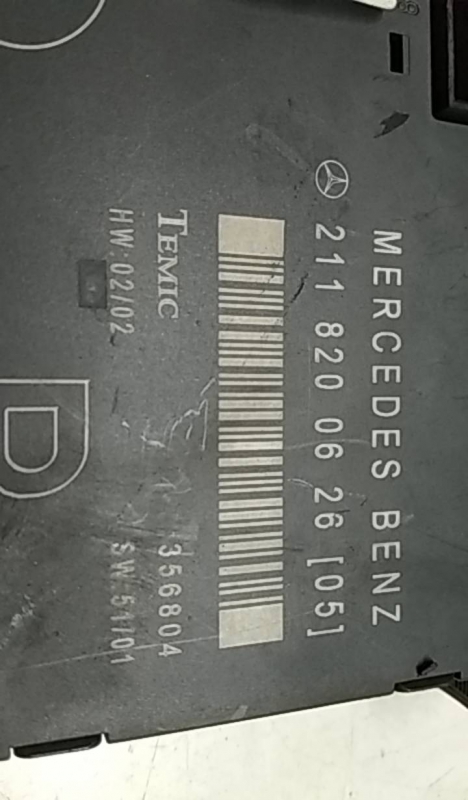 MERCEDES BENZ
211 820 06 26 [05]
TEMIC 356804
HW:02/02 SW:51/01
D